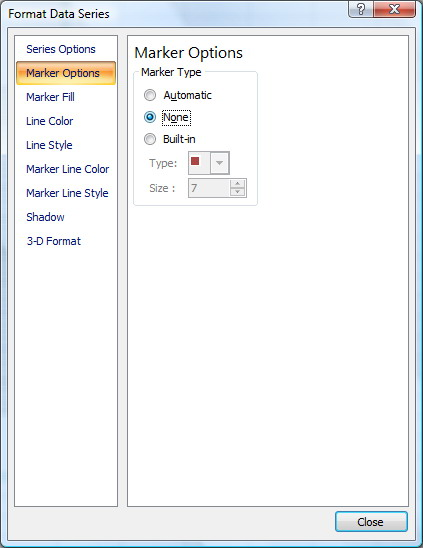 Format Data Series
?
Series Options
Marker Options
Marker Fill
Line Color
Line Style
Marker Line Color
Marker Line Style
Shadow
3-D Format
Marker Options
Marker Type
Automatic
None
Built-in
Type:
Size :
7
Close